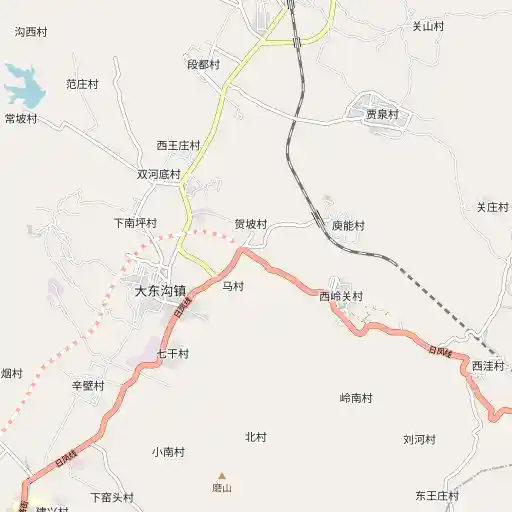 关山村
沟西村
段都村
范庄村
贾泉村
常坡村
西王庄村
双河底村
关庄村
下南坪村
贺坡村
庾能村
马村
大东沟镇
西岭关村
日凤线
日凤线
七干村
西洼村
烟村
辛壁村
岭南村
北村
刘河村
小南村
日凤线
磨山
下窑头村
东王庄村
建兴村